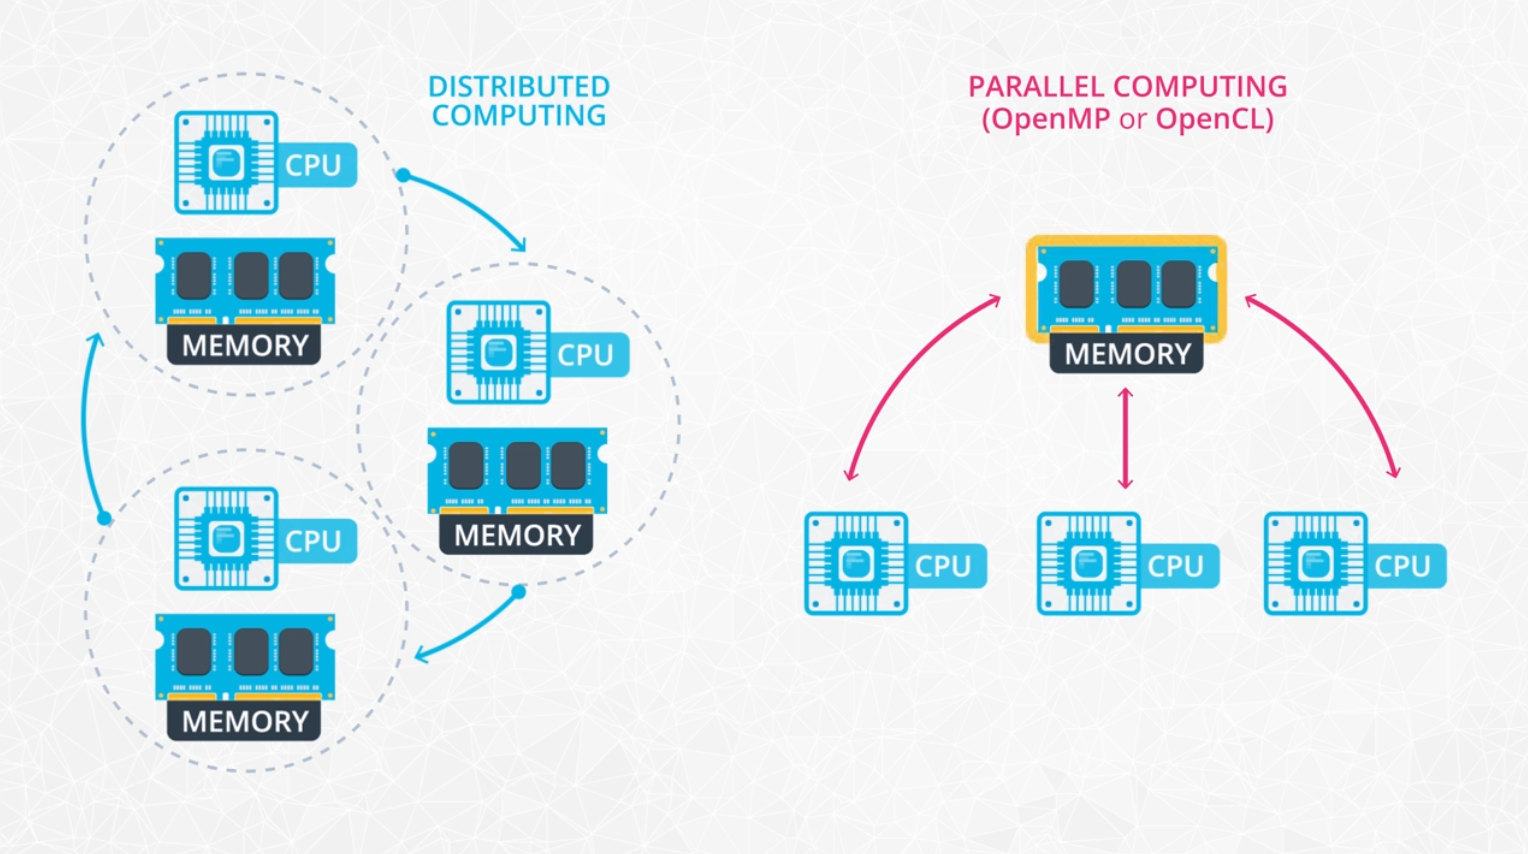 DISTRIBUTED
COMPUTING
CPU
MEMORY
CPU
MEMORY
CPU
MEMORY
PARALLEL COMPUTING
(OpenMP or OpenCL)
MEMORY
CPU
CPU
CPU